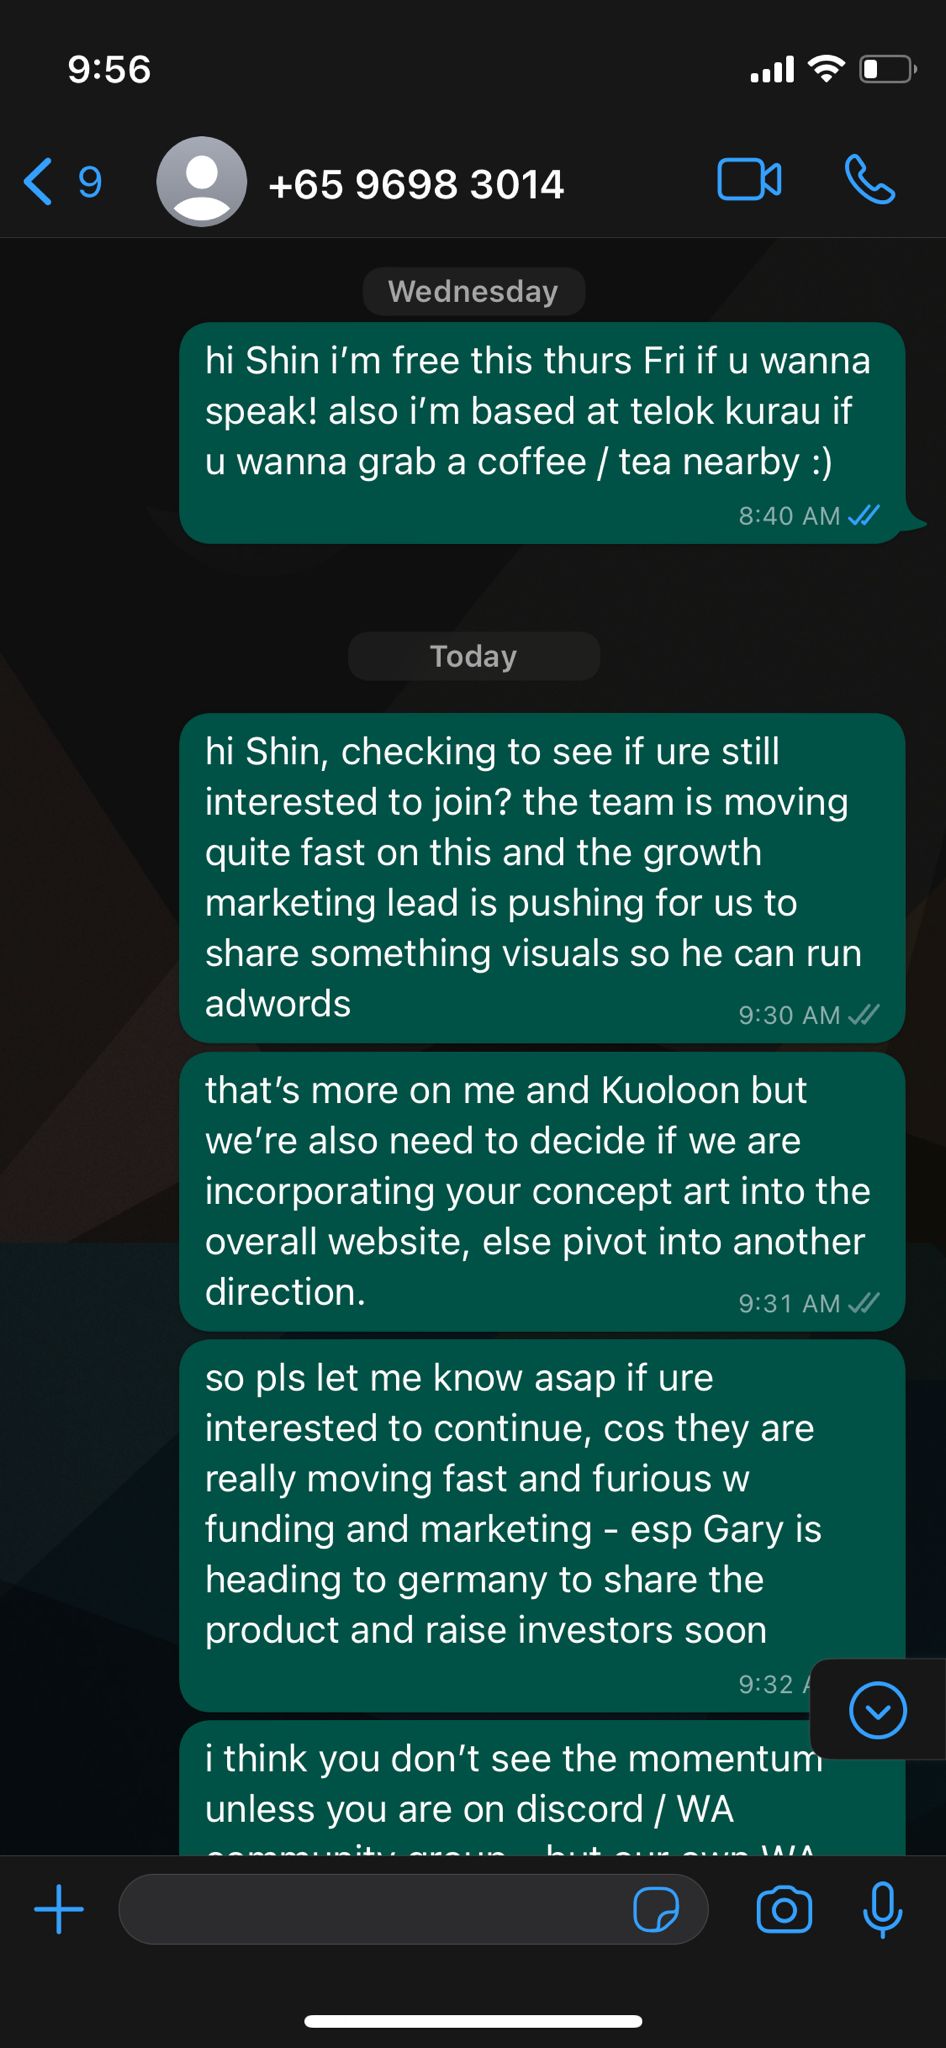 9:56
9
+65 9698 3014
Wednesday
hi Shin i’m free this thurs Fri if u wanna
speak! also i’m based at telok kurau if
u wanna grab a coffee / tea nearby :)
8:40 AM
Today
hi Shin, checking to see if ure still
interested to join? the team is moving
quite fast on this and the growth
marketing lead is pushing for us to
share something visuals so he can run
adwords
9:30 AM
that’s more on me and Kuoloon but
we’re also need to decide if we are
incorporating your concept art into the
overall website, else pivot into another
direction.
9:31 AM
so pls let me know asap if ure
interested to continue, cos they are
really moving fast and furious w
funding and marketing - esp Gary is
heading to germany to share the
product and raise investors soon
9:32
i think you don’t see the momentum
unless you are on discord / WA
community group - but our own WA